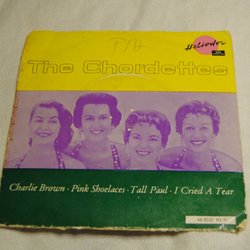 Heliodor
P/H
The Chordettes
Charlie Brown · Pink Shoelaces · Tall Paul · I Cried A Tear